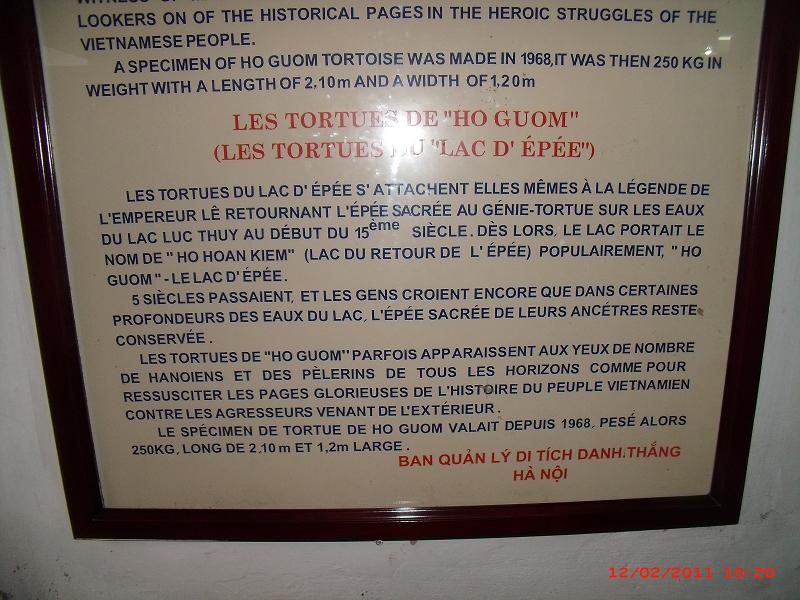 LOOKERS ON OF THE HISTORICAL PAGES IN THE HEROIC STRUGGLES OF THE
VIETNAMESE PEOPLE.
A SPECIMEN OF HO GUOM TORTOISE WAS MADE IN 1968,IT WAS THEN 250 KG IN
WEIGHT WITH A LENGTH OF 2,10m AND A WIDTH OF 1,20m
LES TORTUES DE "HO GUOM"
(LES TORTUES DU "LAC D' ÉPÉE")
LES TORTUES DU LAC D' ÉPÉE S' ATTACHENT ELLES MÊMES À LA LÉGENDE DE
L'EMPEREUR LÊ RETOURNANT L'ÉPÉE SACRÉE AU GÉNIE-TORTUE SUR LES EAUX
DU LAC LUC THUY AU DÉBUT DU 15ème SIÈCLE. DÈS LORS, LE LAC PORTAIT LE
NOM DE " HO HOAN KIEM" (LAC DU RETOUR DE L' ÉPÉE) POPULAIREMENT, " HO
GUOM " - LE LAC D'ÉPÉE.
5 SIÈCLES PASSAIENT, ET LES GENS CROIENT ENCORE QUE DANS CERTAINES
PROFONDEURS DES EAUX DU LAC, L'ÉPÉE SACRÉE DE LEURS ANCÉTRES RESTE
CONSERVÉE .
LES TORTUES DE "HO GUOM" PARFOIS APPARAISSENT AUX YEUX DE NOMBRE
DE HANOIENS ET DES PÈLERINS DE TOUS LES HORIZONS COMME POUR
RESSUSCITER LES PAGES GLORIEUSES DE L'HISTOIRE DU PEUPLE VIETNAMIEN
CONTRE LES AGRESSEURS VENANT DE L'EXTÉRIEUR .
LE SPÉCIMEN DE TORTUE DE HO GUOM VALAIT DEPUIS 1968, PESÉ ALORS
250KG, LONG DE 2,10 m ET 1,2m LARGE .
BAN QUẢN LÝ DI TÍCH DANH THẮNG
HÀ NỘI
12/02/2011 10:20